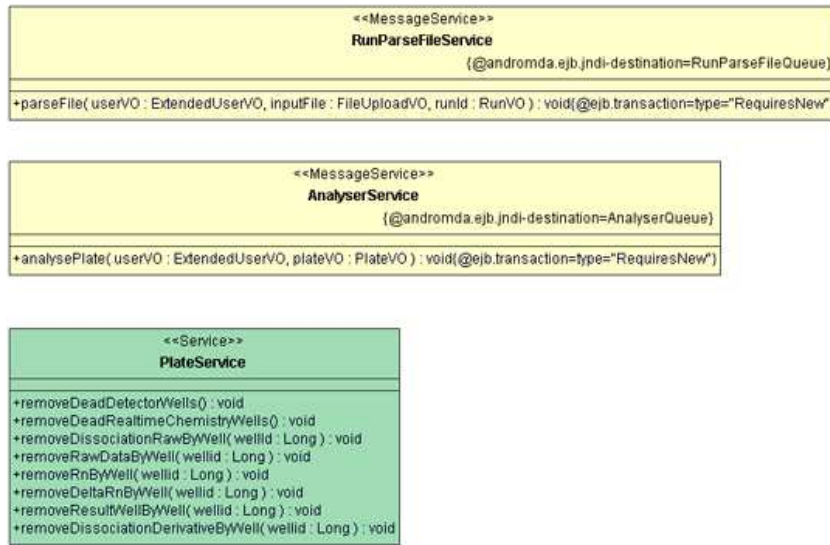 <<MessageService>>
RunParseFileService
{@andromda.ejb.jndi-destination=RunParseFileQueue}
+parseFile( userVO : ExtendedUserVO, inputFile : FileUploadVO, runId : RunVO ) : void{@ejb.transaction=type="RequiresNew"
<<MessageService>>
AnalyserService
{@andromda.ejb.jndi-destination=AnalyserQueue}
+analysePlate( userVO : ExtendedUserVO, plateVO : PlateVO ) : void{@ejb.transaction=type="RequiresNew"}
<<Service>>
PlateService
+removeDeadDetectorWells() : void
+removeDeadRealtimeChemistryWells() : void
+removeDissociationRawByWell( wellid : Long ) : void
+removeRawDataByWell( wellid : Long ) : void
+removeRnByWell( wellid : Long ) : void
+removeDeltaRnByWell( wellid : Long ) : void
+removeResultWellByWell( wellid : Long ) : void
+removeDissociationDerivativeByWell( wellid : Long ) : void